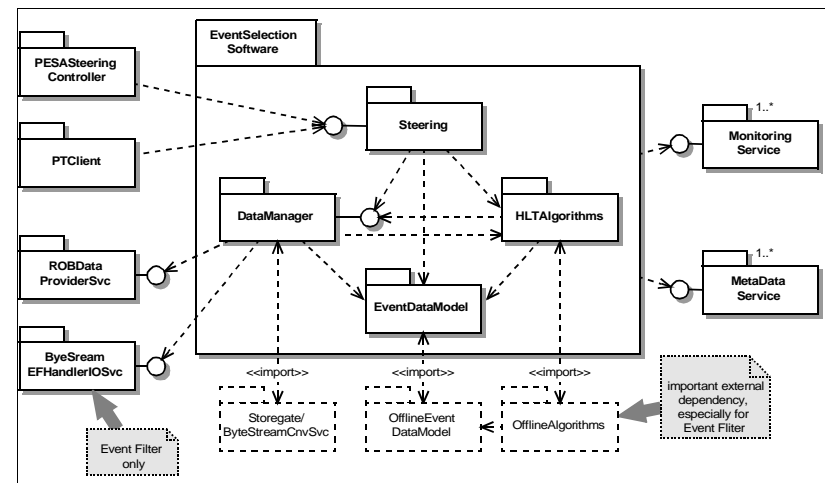 EventSelection
Software
PESASteering
Controller
Steering
1..*
Monitoring
Service
PTClient
DataManager
HLTAlgorithms
ROBData
ProviderSvc
1..*
MetaData
Service
EventDataModel
ByeSream
EFHandlerIOSvc
<<import>>
<<import>>
<<import>>
important external
dependency,
especially for
Event Fliter
Storegate/
ByteStreamCnvSvc
OfflineEvent
DataModel
OfflineAlgorithms
Event Filter
only